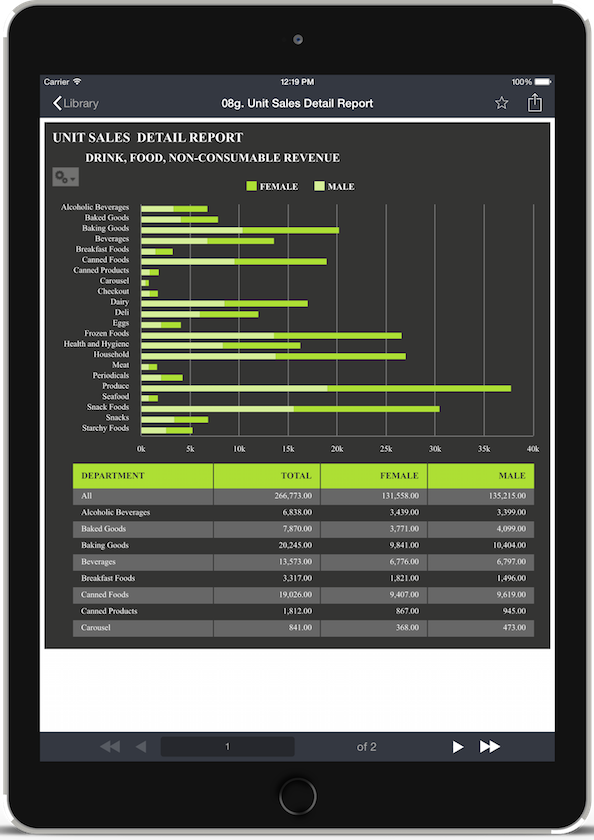 Carrier 12:19 PM 100%
Library 08g. Unit Sales Detail Report
UNIT SALES DETAIL REPORT
DRINK, FOOD, NON-CONSUMABLE REVENUE
FEMALE MALE
Alcoholic Beverages
Baked Goods
Baking Goods
Beverages
Breakfast Foods
Canned Foods
Canned Products
Carousel
Checkout
Dairy
Deli
Eggs
Frozen Foods
Health and Hygiene
Household
Meat
Periodicals
Produce
Seafood
Snack Foods
Snacks
Starchy Foods
0k 5k 10k 15k 20k 25k 30k 35k 40k
DEPARTMENT TOTAL FEMALE MALE
All 266,773.00 131,558.00 135,215.00
Alcoholic Beverages 6,838.00 3,439.00 3,399.00
Baked Goods 7,870.00 3,771.00 4,099.00
Baking Goods 20,245.00 9,841.00 10,404.00
Beverages 13,573.00 6,776.00 6,797.00
Breakfast Foods 3,317.00 1,821.00 1,496.00
Canned Foods 19,026.00 9,407.00 9,619.00
Canned Products 1,812.00 867.00 945.00
Carousel 841.00 368.00 473.00
1 of 2